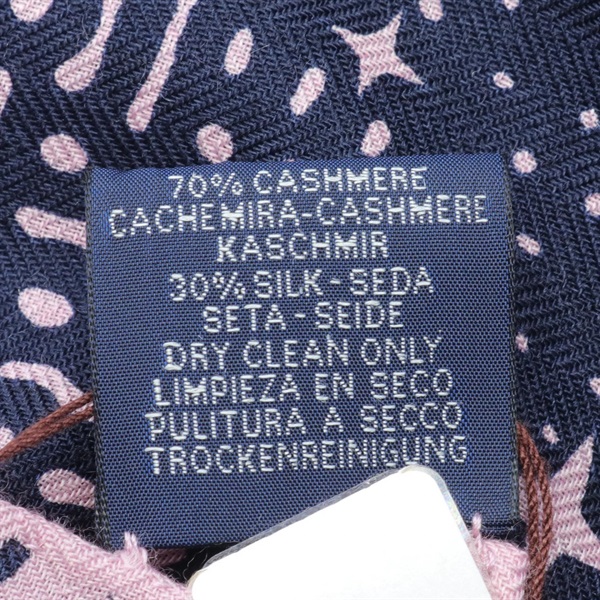 70% CASHMERE
CACHEMIRA-CASHMERE
KASCHMIR
30% SILK-SEDA
SETA-SEIDE
DRY CLEAN ONLY
LIMPIEZA EN SECO
PULITURA A SECCO
TROCKENREINIGUNG